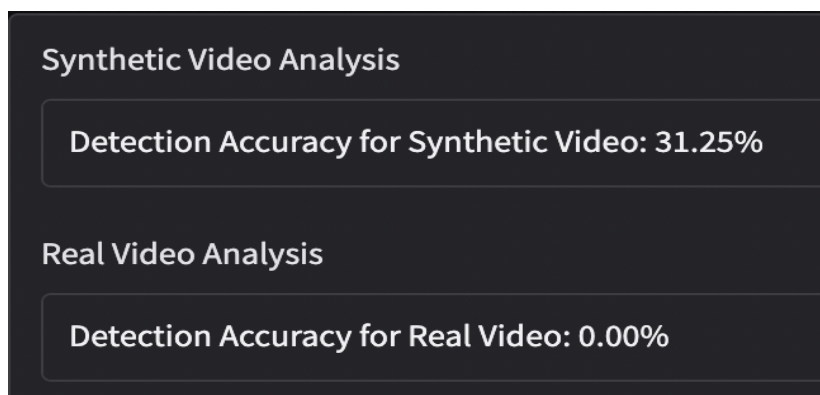 Synthetic Video Analysis
Detection Accuracy for Synthetic Video: 31.25%
Real Video Analysis
Detection Accuracy for Real Video: 0.00%